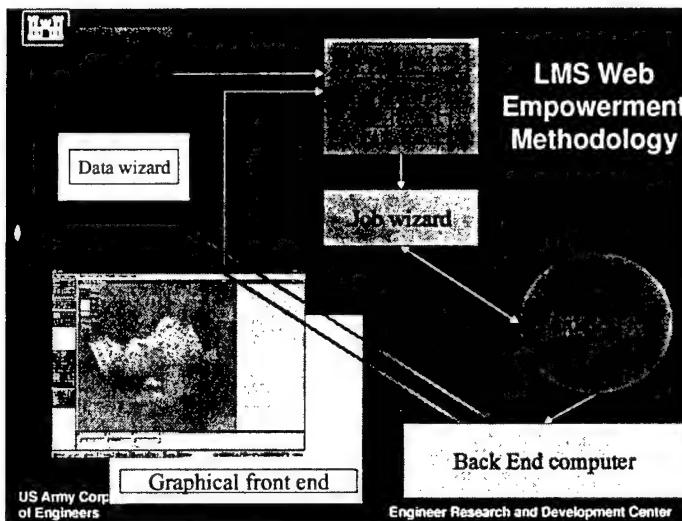 LMS Web
Empowerment
Methodology
Data wizard
Job wizard
Graphical front end
Back End computer
US Army Corp
of Engineers
Engineer Research and Development Center